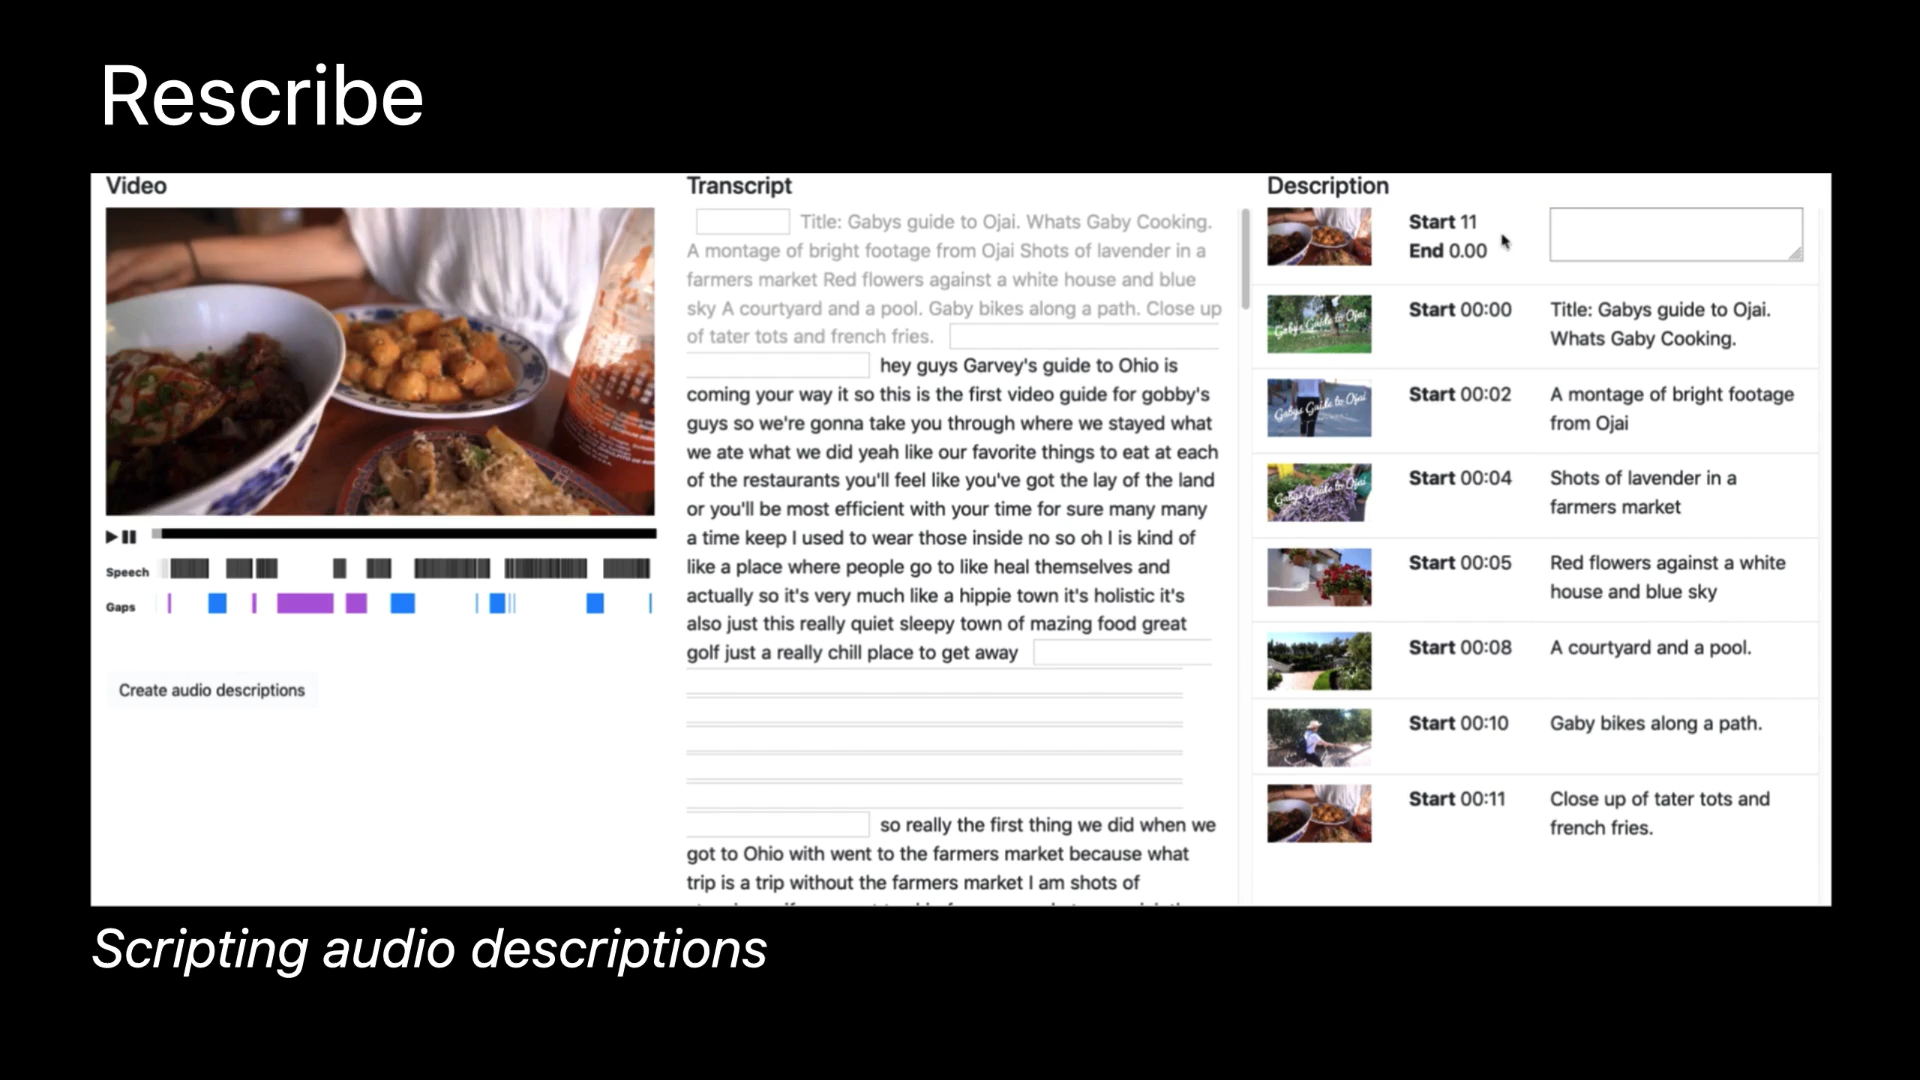 Rescribe
Video
Speech
Gaps
Create audio descriptions
Transcript
Title: Gabys guide to Ojai. Whats Gaby Cooking.
A montage of bright footage from Ojai Shots of lavender in a
farmers market Red flowers against a white house and blue
sky A courtyard and a pool. Gaby bikes along a path. Close up
of tater tots and french fries.
hey guys Garvey's guide to Ohio is
coming your way it so this is the first video guide for gobby's
guys so we're gonna take you through where we stayed what
we ate what we did yeah like our favorite things to eat at each
of the restaurants you'll feel like you've got the lay of the land
or you'll be most efficient with your time for sure many many
a time keep I used to wear those inside no so oh I is kind of
like a place where people go to like heal themselves and
actually so it's very much like a hippie town it's holistic it's
also just this really quiet sleepy town of mazing food great
golf just a really chill place to get away
so really the first thing we did when we
got to Ohio with went to the farmers market because what
trip is a trip without the farmers market I am shots of
Description
Start 11
End 0.00
Gabys Guide to Ojai
Start 00:00
Title: Gabys guide to Ojai.
Whats Gaby Cooking.
Gabys Guide to Ojai
Start 00:02
A montage of bright footage
from Ojai
Gabys Guide to Ojai
Start 00:04
Shots of lavender in a
farmers market
Start 00:05
Red flowers against a white
house and blue sky
Start 00:08
A courtyard and a pool.
Start 00:10
Gaby bikes along a path.
Start 00:11
Close up of tater tots and
french fries.
Scripting audio descriptions